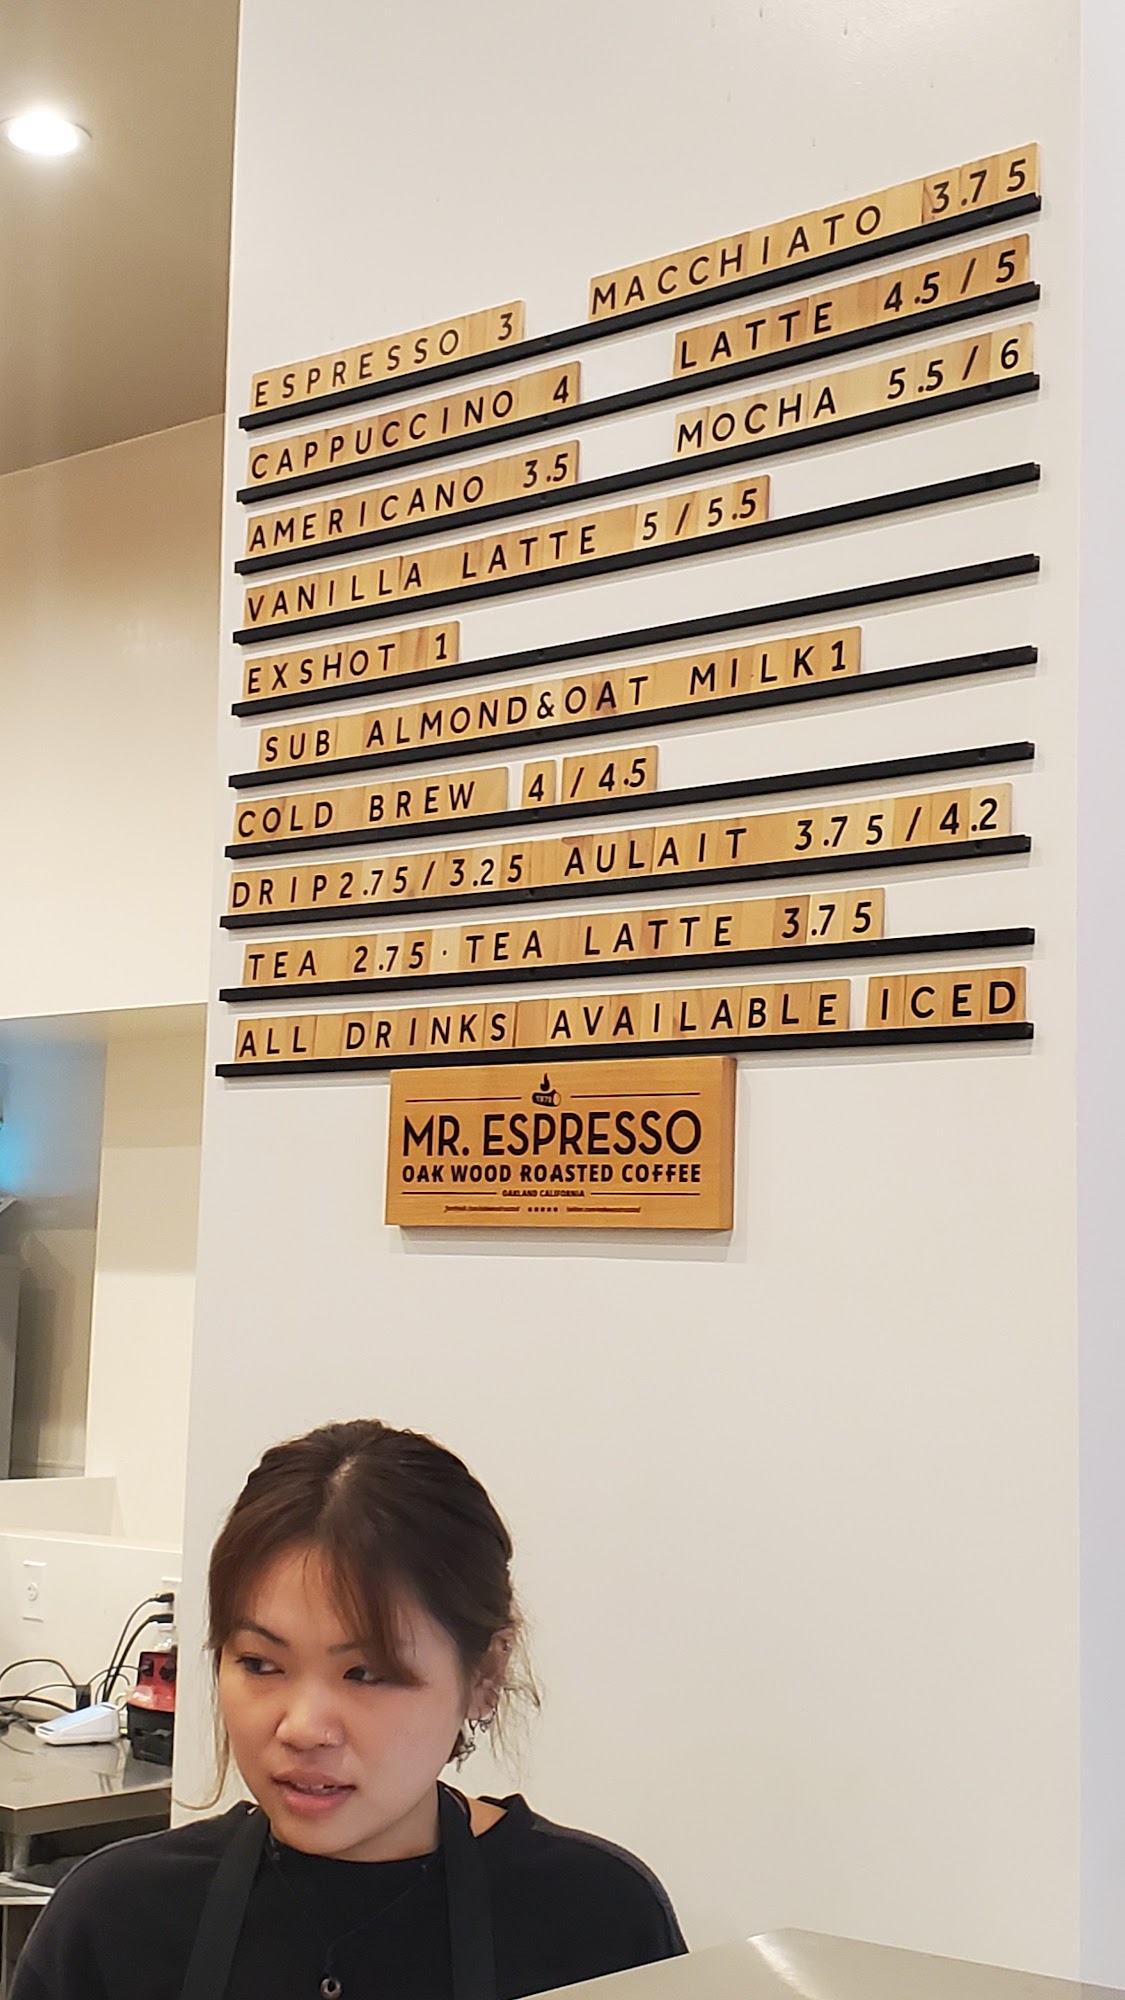 ESPRESSO 3 MACCHIATO 3.75
CAPPUCCINO 4 LATTE 4.5/5
AMERICANO 3.5 MOCHA 5.5/6
VANILLA LATTE 5/5.5
EXSHOT 1
SUB ALMOND&OAT MILK1
COLD BREW 4/4.5
DRIP2.75/3.25 AULAIT 3.75/4.2
TEA 2.75·TEA LATTE 3.75
ALL DRINKS AVAILABLE ICED
MR. ESPRESSO
OAK WOOD ROASTED COFFEE
OAKLAND CALIFORNIA